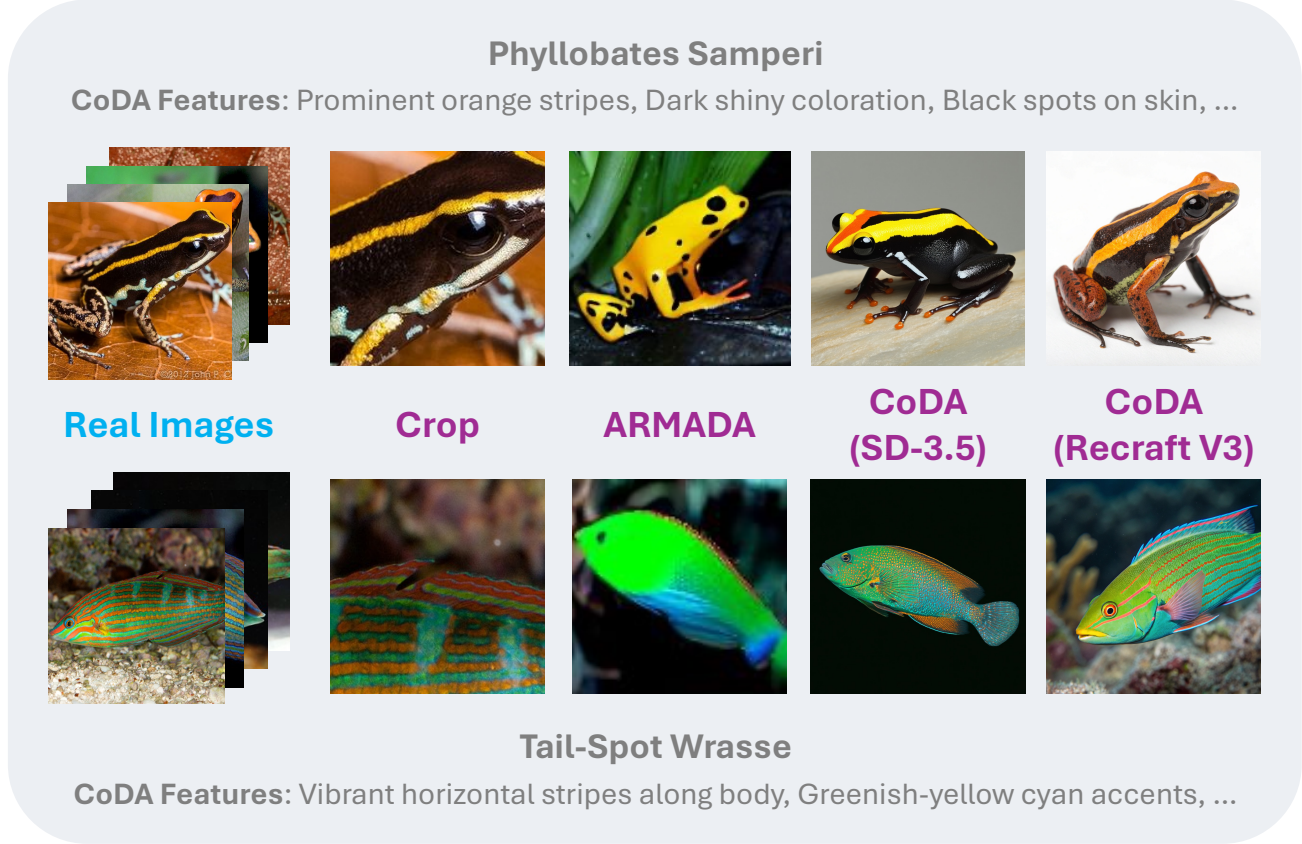 Phyllobates Samperi
CoDA Features: Prominent orange stripes, Dark shiny coloration, Black spots on skin, ...
Real Images
Crop
ARMADA
CoDA
(SD-3.5)
CoDA
(Recraft V3)
Tail-Spot Wrasse
CoDA Features: Vibrant horizontal stripes along body, Greenish-yellow cyan accents, ...